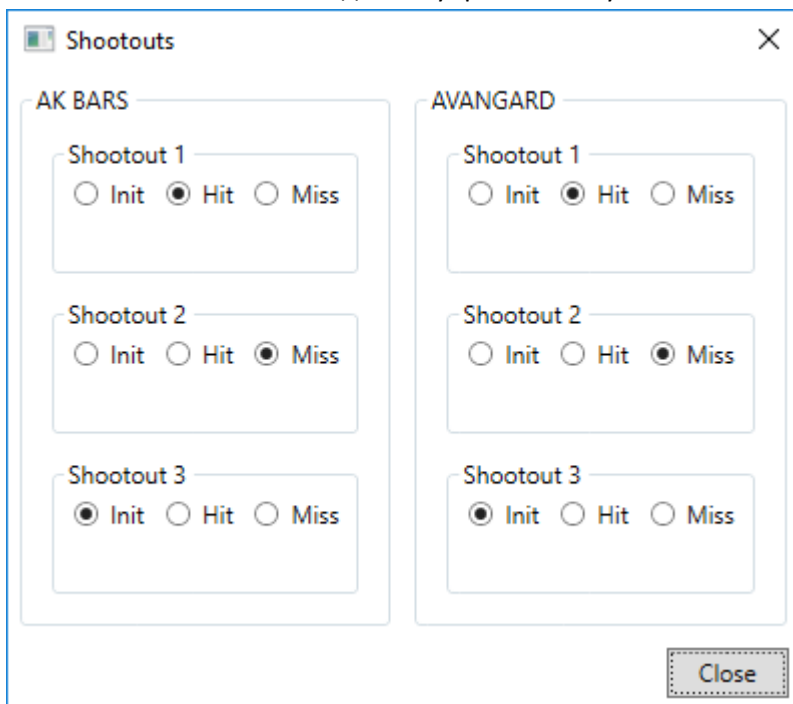 Shootouts
AK BARS
Shootout 1
Init Hit Miss
Shootout 2
Init Hit Miss
Shootout 3
Init Hit Miss
AVANGARD
Shootout 1
Init Hit Miss
Shootout 2
Init Hit Miss
Shootout 3
Init Hit Miss
Close